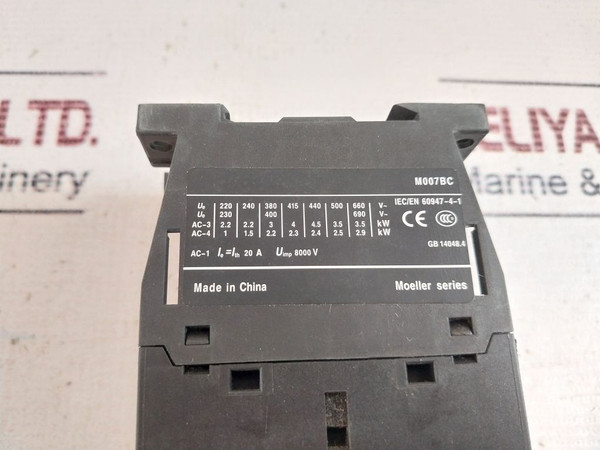 LTD.
Marine
ELIYA
Marine &
M007BC
Ue 220 240 380 415 440 500 660 V~ IEC/EN 60947-4-1
Ue 230 400 690 V~
AC-3 2.2 2.2 3 4 4.5 3.5 3.5 kW CE CCC
AC-4 1 1.5 2.2 2.3 2.4 2.5 2.9 kW
GB 14048.4
AC-1 Ie =Ith 20 A Uimp 8000 V
Made in China Moeller series